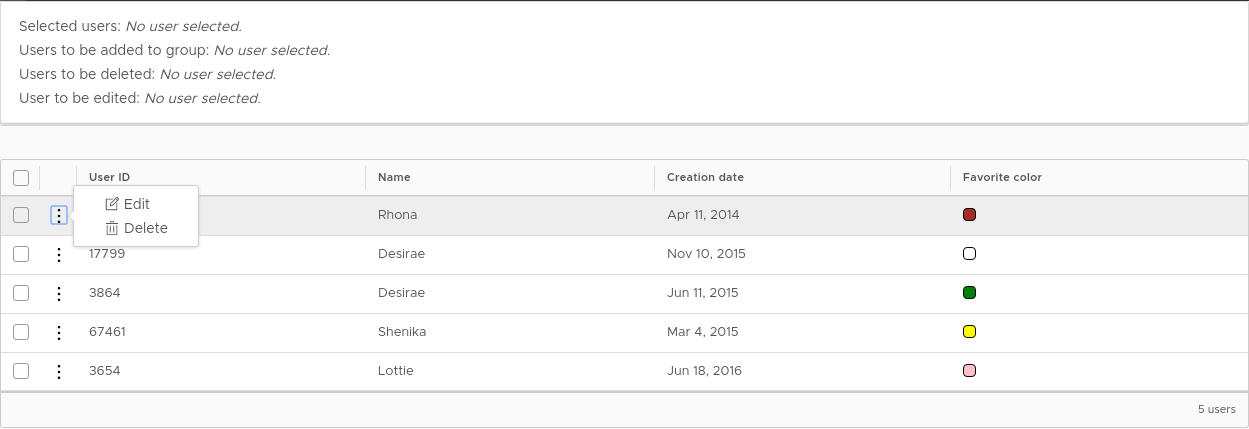 Selected users: No user selected.
Users to be added to group: No user selected.
Users to be deleted: No user selected.
User to be edited: No user selected.
User ID Name Creation date Favorite color
Edit
Delete
Rhona Apr 11, 2014
17799 Desirae Nov 10, 2015
3864 Desirae Jun 11, 2015
67461 Shenika Mar 4, 2015
3654 Lottie Jun 18, 2016
5 users